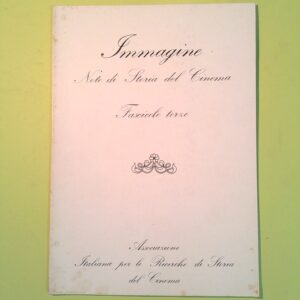 Immagine
Note di Storia del Cinema
Fascicolo terzo
Associazione
Italiana per le Ricerche di Storia
del Cinema